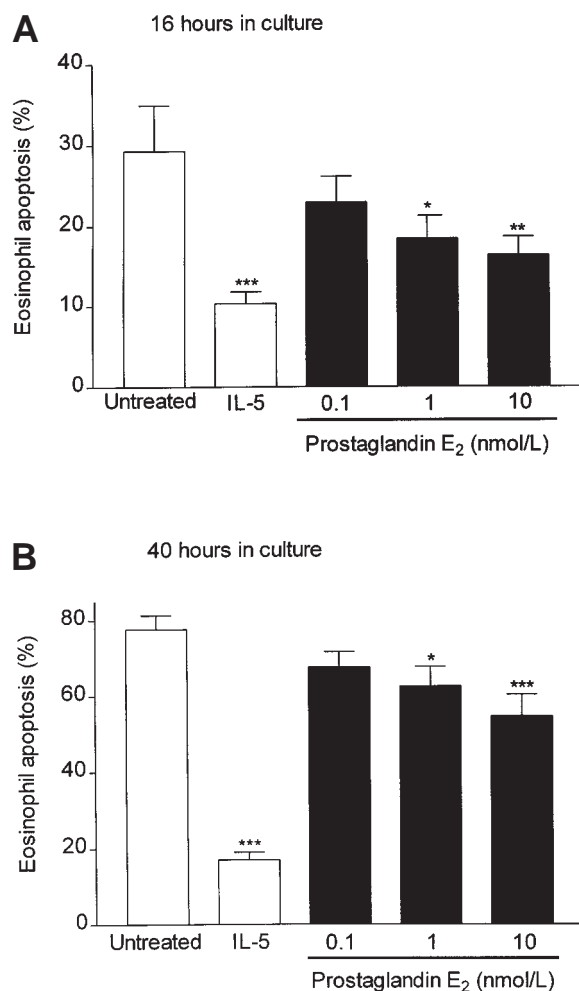 A
16 hours in culture
Eosinophil apoptosis (%)
40
30
20
10
0
***
*
**
Untreated IL-5 0.1 1 10
Prostaglandin E2 (nmol/L)
B
40 hours in culture
Eosinophil apoptosis (%)
80
60
40
20
0
***
*
***
Untreated IL-5 0.1 1 10
Prostaglandin E2 (nmol/L)